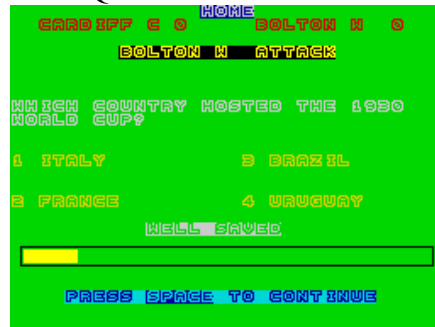 HOME
CARDIFF C 0 BOLTON W 0
BOLTON W ATTACK
WHICH COUNTRY HOSTED THE 1930
WORLD CUP?
1 ITALY 3 BRAZIL
2 FRANCE 4 URUGUAY
WELL SAVED
PRESS SPACE TO CONTINUE